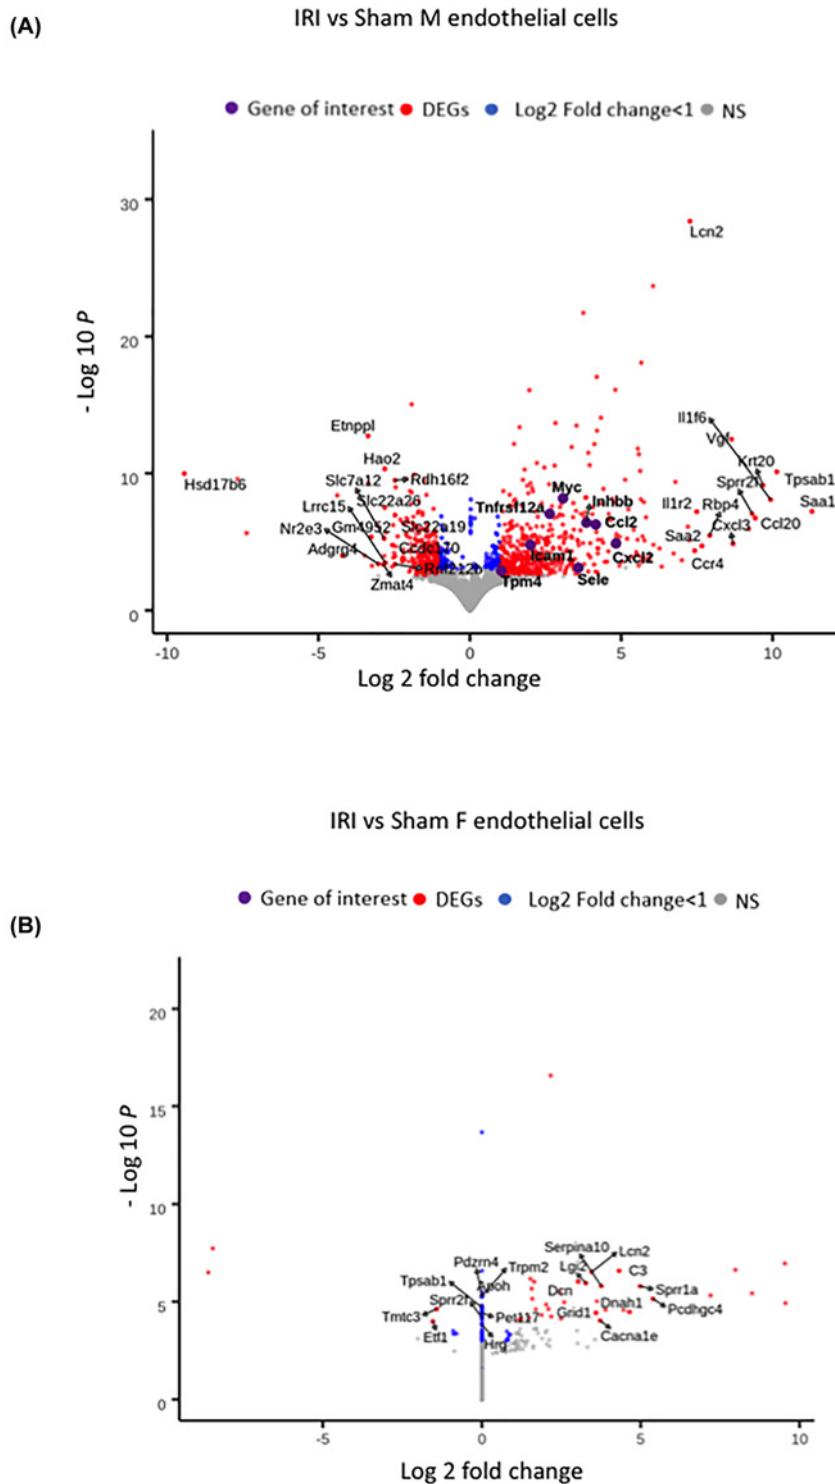 (A)
IRI vs Sham M endothelial cells
Gene of interest DEGs Log2 Fold change<1 NS
30
20
10
0
- Log 10 P
Lcn2
Il1f6
Etnppl
Vgf
Krt20
Hao2
Tpsab1
Hsd17b6
Slc7a12
Rdh16f2
Sprr2f
Saa1
Slc22a26
Myc
Inhbb
Il1r2
Rbp4
Lrrc15
Tnfrsf12a
Ccl2
Cxcl3
Ccl20
Nr2e3
Gm4952
Slc22a19
Saa2
Adgrg4
Ccdc170
Icam1
Cxcl2
Ccr4
Rnf212b
Zmat4
Tpm4
Sele
-10 -5 0 5 10
Log 2 fold change
IRI vs Sham F endothelial cells
Gene of interest DEGs Log2 Fold change<1 NS
(B)
20
15
10
5
0
- Log 10 P
Serpina10
Lcn2
Pdzrn4
Trpm2
Lgi2
C3
Tpsab1
Apoh
Dcn
Sprr1a
Sprr2f
Dnah1
Pcdhgc4
Tmtc3
Pet117
Grid1
Etf1
Hrg
Cacna1e
-5 0 5 10
Log 2 fold change